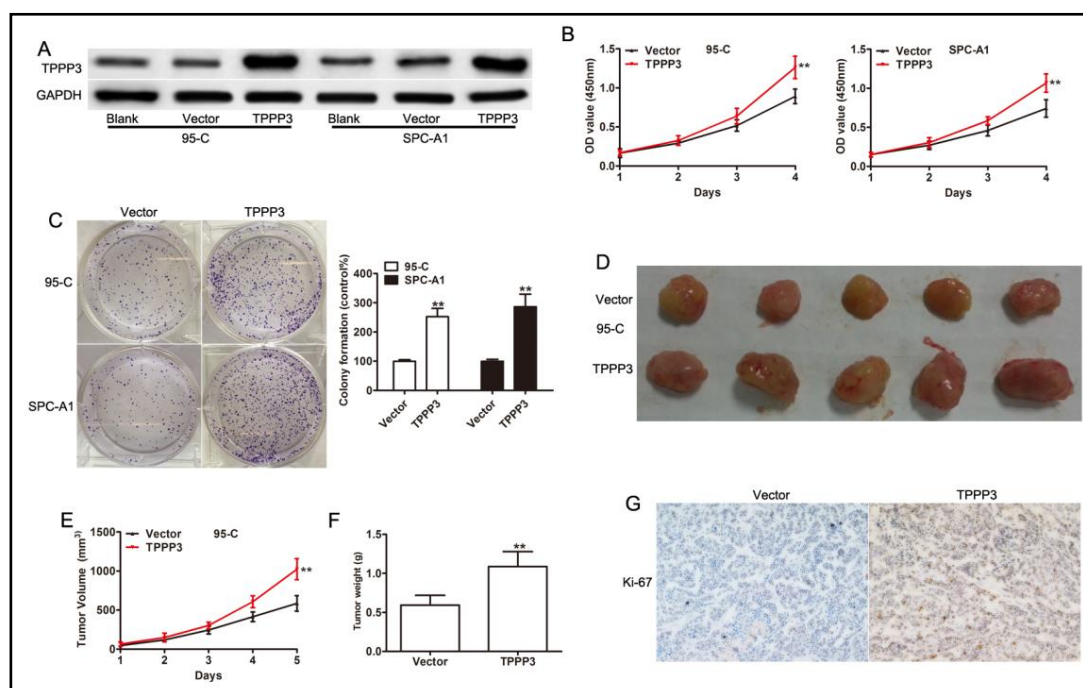 A
TPPP3
GAPDH
Blank Vector TPPP3 Blank Vector TPPP3
95-C SPC-A1
B
Vector 95-C
TPPP3
OD value (450nm)
1.5
1.0
0.5
0.0
**
1 2 3 4
Days
Vector SPC-A1
TPPP3
OD value (450nm)
1.5
1.0
0.5
0.0
**
1 2 3 4
Days
C
Vector TPPP3
95-C
SPC-A1
95-C
SPC-A1
Colony formation (control%)
400
300
200
100
0
** **
Vector TPPP3 Vector TPPP3
D
Vector
95-C
TPPP3
E
Vector 95-C
TPPP3
Tumor Volume (mm³)
1500
1000
500
0
**
1 2 3 4 5
Days
F
Tumor weight (g)
1.5
1.0
0.5
0.0
**
Vector TPPP3
G
Vector TPPP3
Ki-67